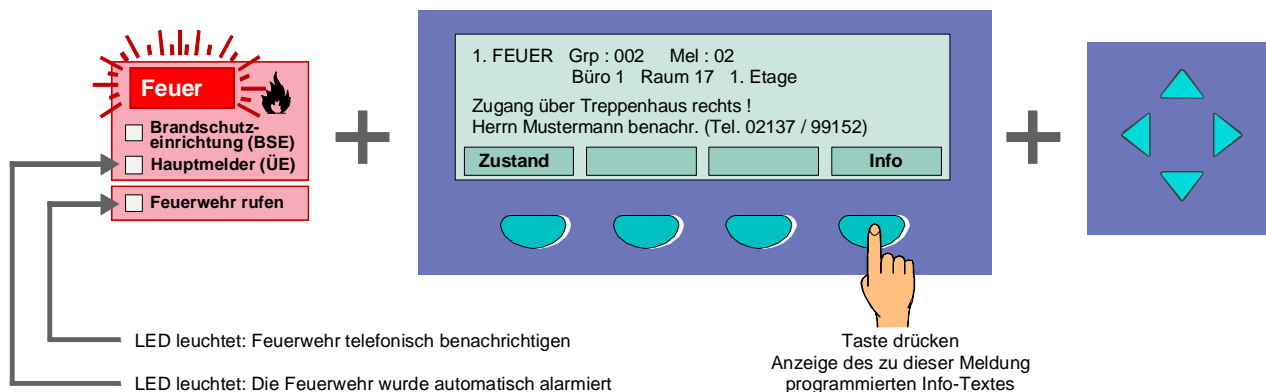 Feuer
Brandschutz-
einrichtung (BSE)
Hauptmelder (ÜE)
Feuerwehr rufen
1. FEUER Grp : 002 Mel : 02
Büro 1 Raum 17 1. Etage
Zugang über Treppenhaus rechts !
Herrn Mustermann benachr. (Tel. 02137 / 99152)
Zustand Info
LED leuchtet: Feuerwehr telefonisch benachrichtigen
LED leuchtet: Die Feuerwehr wurde automatisch alarmiert
Taste drücken
Anzeige des zu dieser Meldung
programmierten Info-Textes